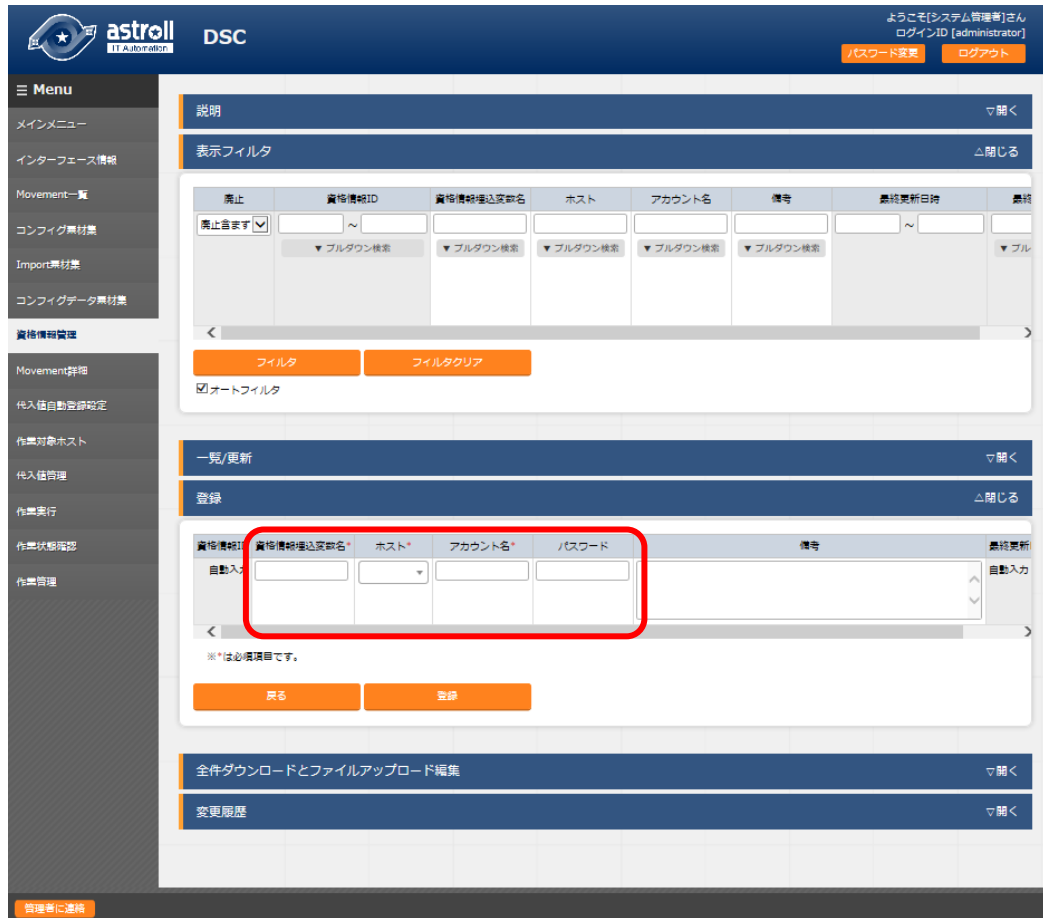 astroll
IT Automation
DSC
ようこそ[システム管理者]さん
ログインID [administrator]
パスワード変更 ログアウト
☰ Menu
メインメニュー
インターフェース情報
Movement一覧
コンフィグ素材集
Import素材集
コンフィグデータ素材集
資格情報管理
Movement詳細
代入値自動登録設定
作業対象ホスト
代入値管理
作業実行
作業状態確認
作業管理
説明 ▽開く
表示フィルタ △閉じる
廃止 資格情報ID 資格情報埋込変数名 ホスト アカウント名 備考 最終更新日時 最終
廃止含まず ~ ~
▼ プルダウン検索 ▼ プルダウン検索 ▼ プルダウン検索 ▼ プルダウン検索 ▼ プルダウン検索 ▼ プル
フィルタ フィルタクリア
オートフィルタ
一覧/更新 ▽開く
登録 △閉じる
資格情報ID 資格情報埋込変数名* ホスト* アカウント名* パスワード 備考 最終更新
自動入力 自動入力
※*は必須項目です。
戻る 登録
全件ダウンロードとファイルアップロード編集 ▽開く
変更履歴 ▽開く
管理者に連絡